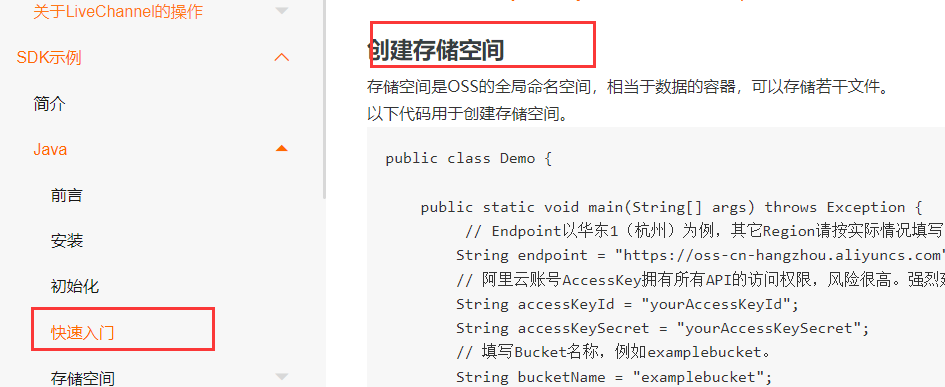 关于LiveChannel的操作
SDK示例
简介
Java
前言
安装
初始化
快速入门
存储空间
创建存储空间
存储空间是OSS的全局命名空间，相当于数据的容器，可以存储若干文件。
以下代码用于创建存储空间。
public class Demo {
public static void main(String[] args) throws Exception {
// Endpoint以华东1（杭州）为例，其它Region请按实际情况填写
String endpoint = "https://oss-cn-hangzhou.aliyuncs.com"
// 阿里云账号AccessKey拥有所有API的访问权限，风险很高。强烈
String accessKeyId = "yourAccessKeyId";
String accessKeySecret = "yourAccessKeySecret";
// 填写Bucket名称，例如examplebucket。
String bucketName = "examplebucket";